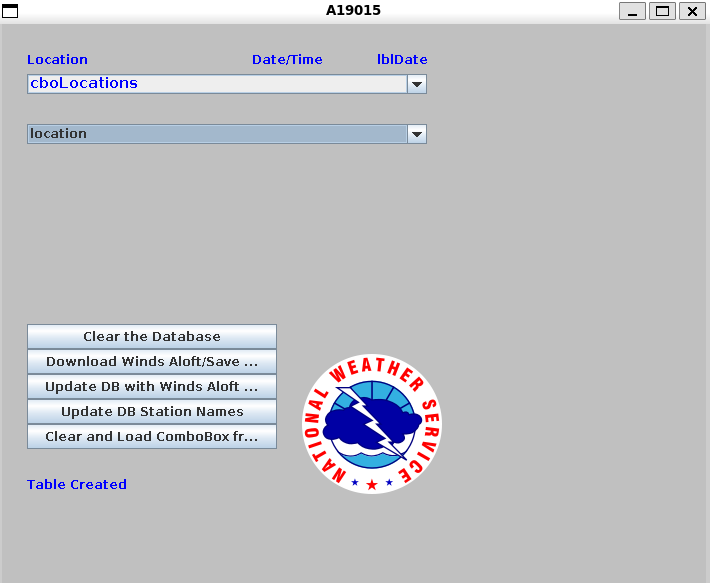 A19015
Location Date/Time lblDate
cboLocations
location
Clear the Database
Download Winds Aloft/Save ...
Update DB with Winds Aloft ...
Update DB Station Names
Clear and Load ComboBox fr...
NATIONAL WEATHER SERVICE
Table Created